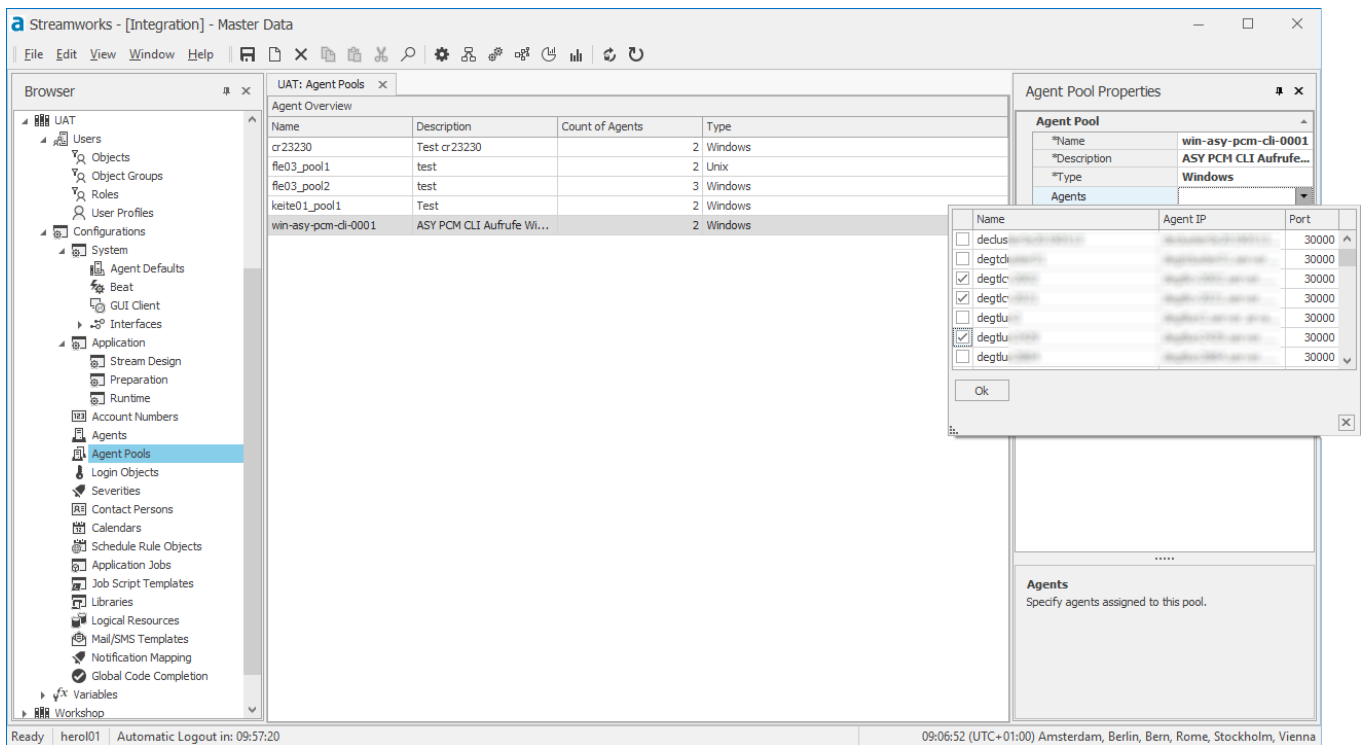 Streamworks - [Integration] - Master Data
File Edit View Window Help
Browser
UAT
Users
Objects
Object Groups
Roles
User Profiles
Configurations
System
Agent Defaults
Beat
GUI Client
Interfaces
Application
Stream Design
Preparation
Runtime
Account Numbers
Agents
Agent Pools
Login Objects
Severities
Contact Persons
Calendars
Schedule Rule Objects
Application Jobs
Job Script Templates
Libraries
Logical Resources
Mail/SMS Templates
Notification Mapping
Global Code Completion
Variables
Workshop
UAT: Agent Pools
Agent Overview
Name Description Count of Agents Type
cr23230 Test cr23230 2 Windows
fle03_pool1 test 2 Unix
fle03_pool2 test 3 Windows
keite01_pool1 Test 2 Windows
win-asy-pcm-cli-0001 ASY PCM CLI Aufrufe Wi... 2 Windows
Agent Pool Properties
Agent Pool
*Name win-asy-pcm-cli-0001
*Description ASY PCM CLI Aufrufe...
*Type Windows
Agents
Name Agent IP Port
30000
30000
30000
30000
30000
30000
30000
Ok
Agents
Specify agents assigned to this pool.
Ready herol01 Automatic Logout in: 09:57:20 09:06:52 (UTC+01:00) Amsterdam, Berlin, Bern, Rome, Stockholm, Vienna